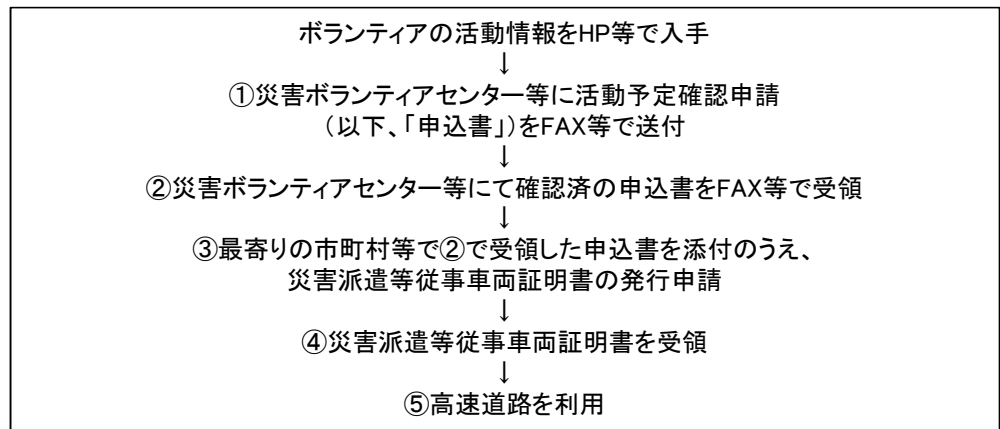 ボランティアの活動情報をHP等で入手
↓
①災害ボランティアセンター等に活動予定確認申請
（以下、「申込書」）をFAX等で送付
↓
②災害ボランティアセンター等にて確認済の申込書をFAX等で受領
↓
③最寄りの市町村等で②で受領した申込書を添付のうえ、
災害派遣等従事車両証明書の発行申請
↓
④災害派遣等従事車両証明書を受領
↓
⑤高速道路を利用